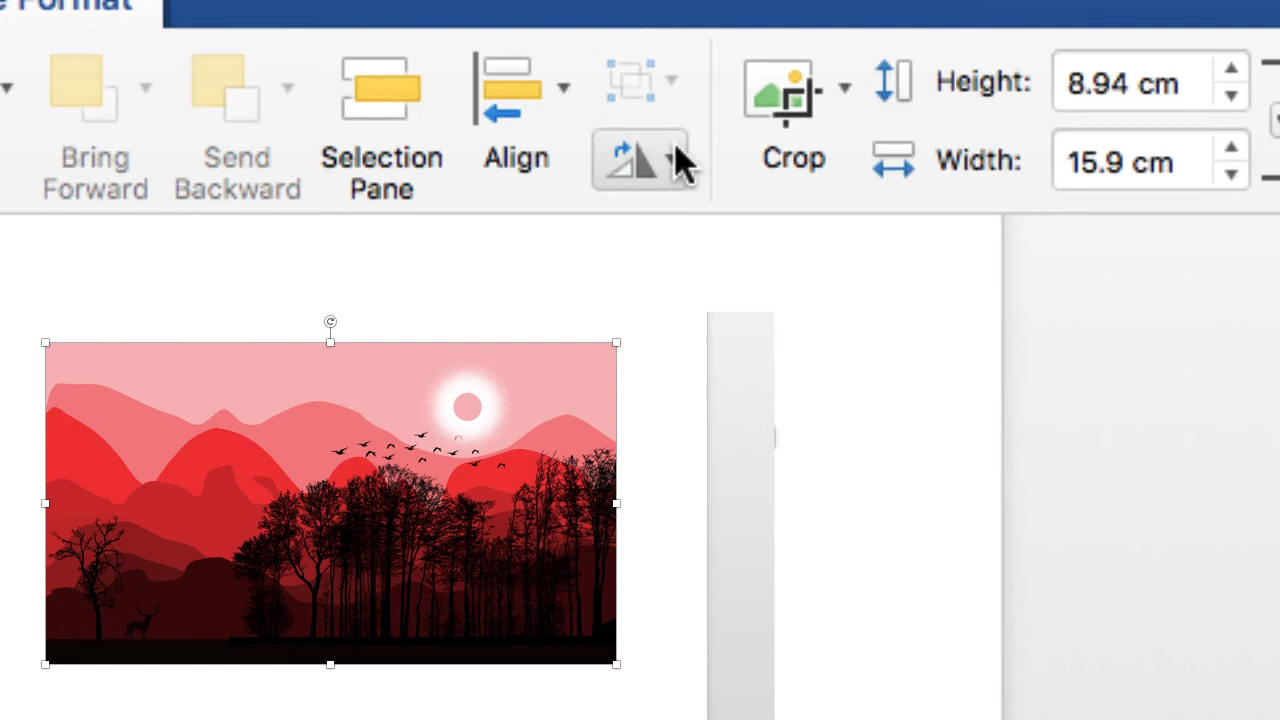 e Format
Bring
Forward
Send
Backward
Selection
Pane
Align
Crop
Height:
8.94 cm
Width:
15.9 cm